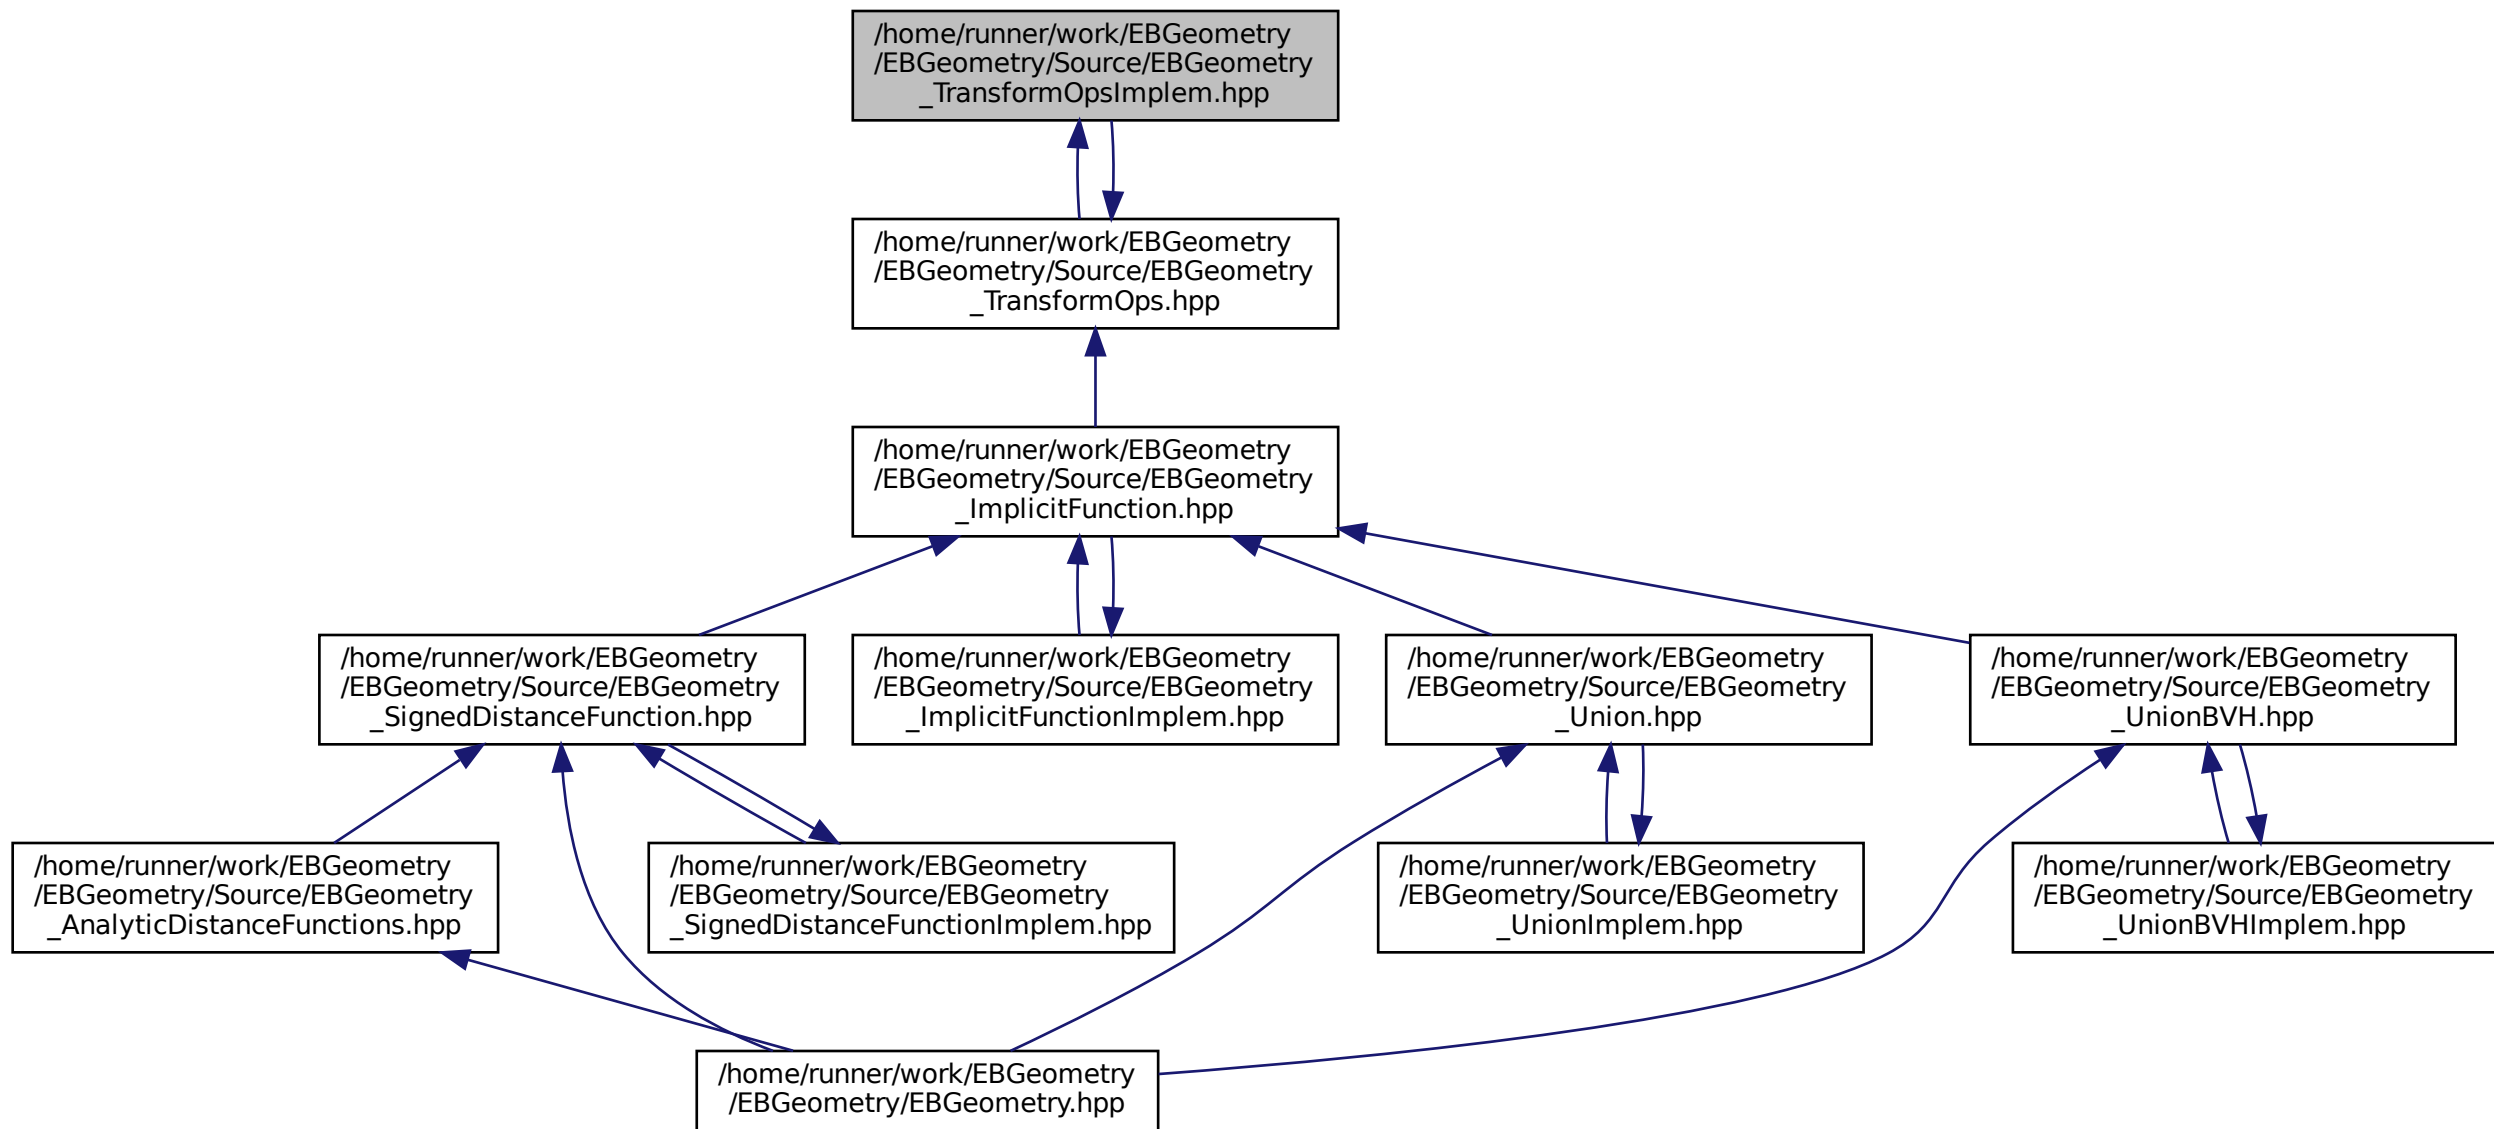 /home/runner/work/EBGeometry
/EBGeometry/Source/EBGeometry
_TransformOpsImplem.hpp
/home/runner/work/EBGeometry
/EBGeometry/Source/EBGeometry
_TransformOps.hpp
/home/runner/work/EBGeometry
/EBGeometry/Source/EBGeometry
_ImplicitFunction.hpp
/home/runner/work/EBGeometry
/EBGeometry/Source/EBGeometry
_SignedDistanceFunction.hpp
/home/runner/work/EBGeometry
/EBGeometry/Source/EBGeometry
_ImplicitFunctionImplem.hpp
/home/runner/work/EBGeometry
/EBGeometry/Source/EBGeometry
_Union.hpp
/home/runner/work/EBGeometry
/EBGeometry/Source/EBGeometry
_UnionBVH.hpp
/home/runner/work/EBGeometry
/EBGeometry/Source/EBGeometry
_AnalyticDistanceFunctions.hpp
/home/runner/work/EBGeometry
/EBGeometry/Source/EBGeometry
_SignedDistanceFunctionImplem.hpp
/home/runner/work/EBGeometry
/EBGeometry/Source/EBGeometry
_UnionImplem.hpp
/home/runner/work/EBGeometry
/EBGeometry/Source/EBGeometry
_UnionBVHImplem.hpp
/home/runner/work/EBGeometry
/EBGeometry/EBGeometry.hpp